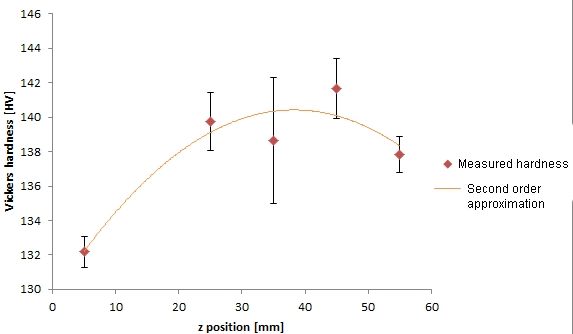 146
144
142
140
138
136
134
132
130
Vickers hardness [HV]
0 10 20 30 40 50 60
z position [mm]
Measured hardness
Second order
approximation